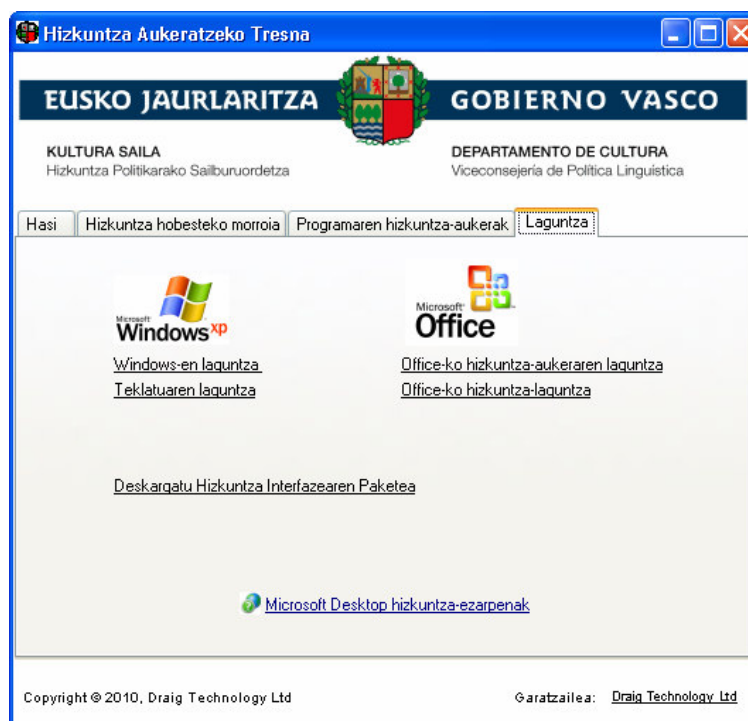 Hizkuntza Aukeratzeko Tresna
EUSKO JAURLARITZA
GOBIERNO VASCO
KULTURA SAILA
Hizkuntza Politikarako Sailburuordetza
DEPARTAMENTO DE CULTURA
Viceconsejería de Política Linguistica
Hasi
Hizkuntza hobesteko morroia
Programaren hizkuntza-aukerak
Laguntza
Microsoft
Windows xp
Microsoft
Office
Windows-en laguntza
Teklatuaren laguntza
Office-ko hizkuntza-aukeraren laguntza
Office-ko hizkuntza-laguntza
Deskargatu Hizkuntza Interfazearen Paketea
Microsoft Desktop hizkuntza-ezarpenak
Copyright © 2010, Draig Technology Ltd
Garatzailea: Draig Technology Ltd